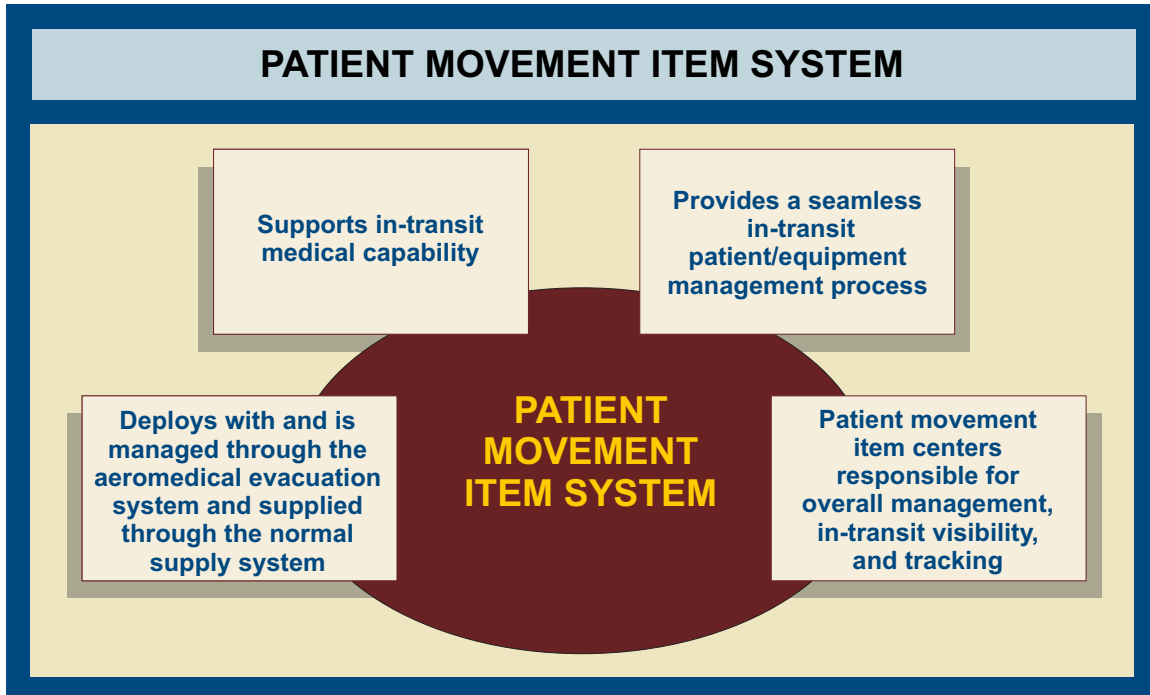 PATIENT MOVEMENT ITEM SYSTEM
Supports in-transit
medical capability
Provides a seamless
in-transit
patient/equipment
management process
Deploys with and is
managed through the
aeromedical evacuation
system and supplied
through the normal
supply system
PATIENT
MOVEMENT
ITEM SYSTEM
Patient movement
item centers
responsible for
overall management,
in-transit visibility,
and tracking